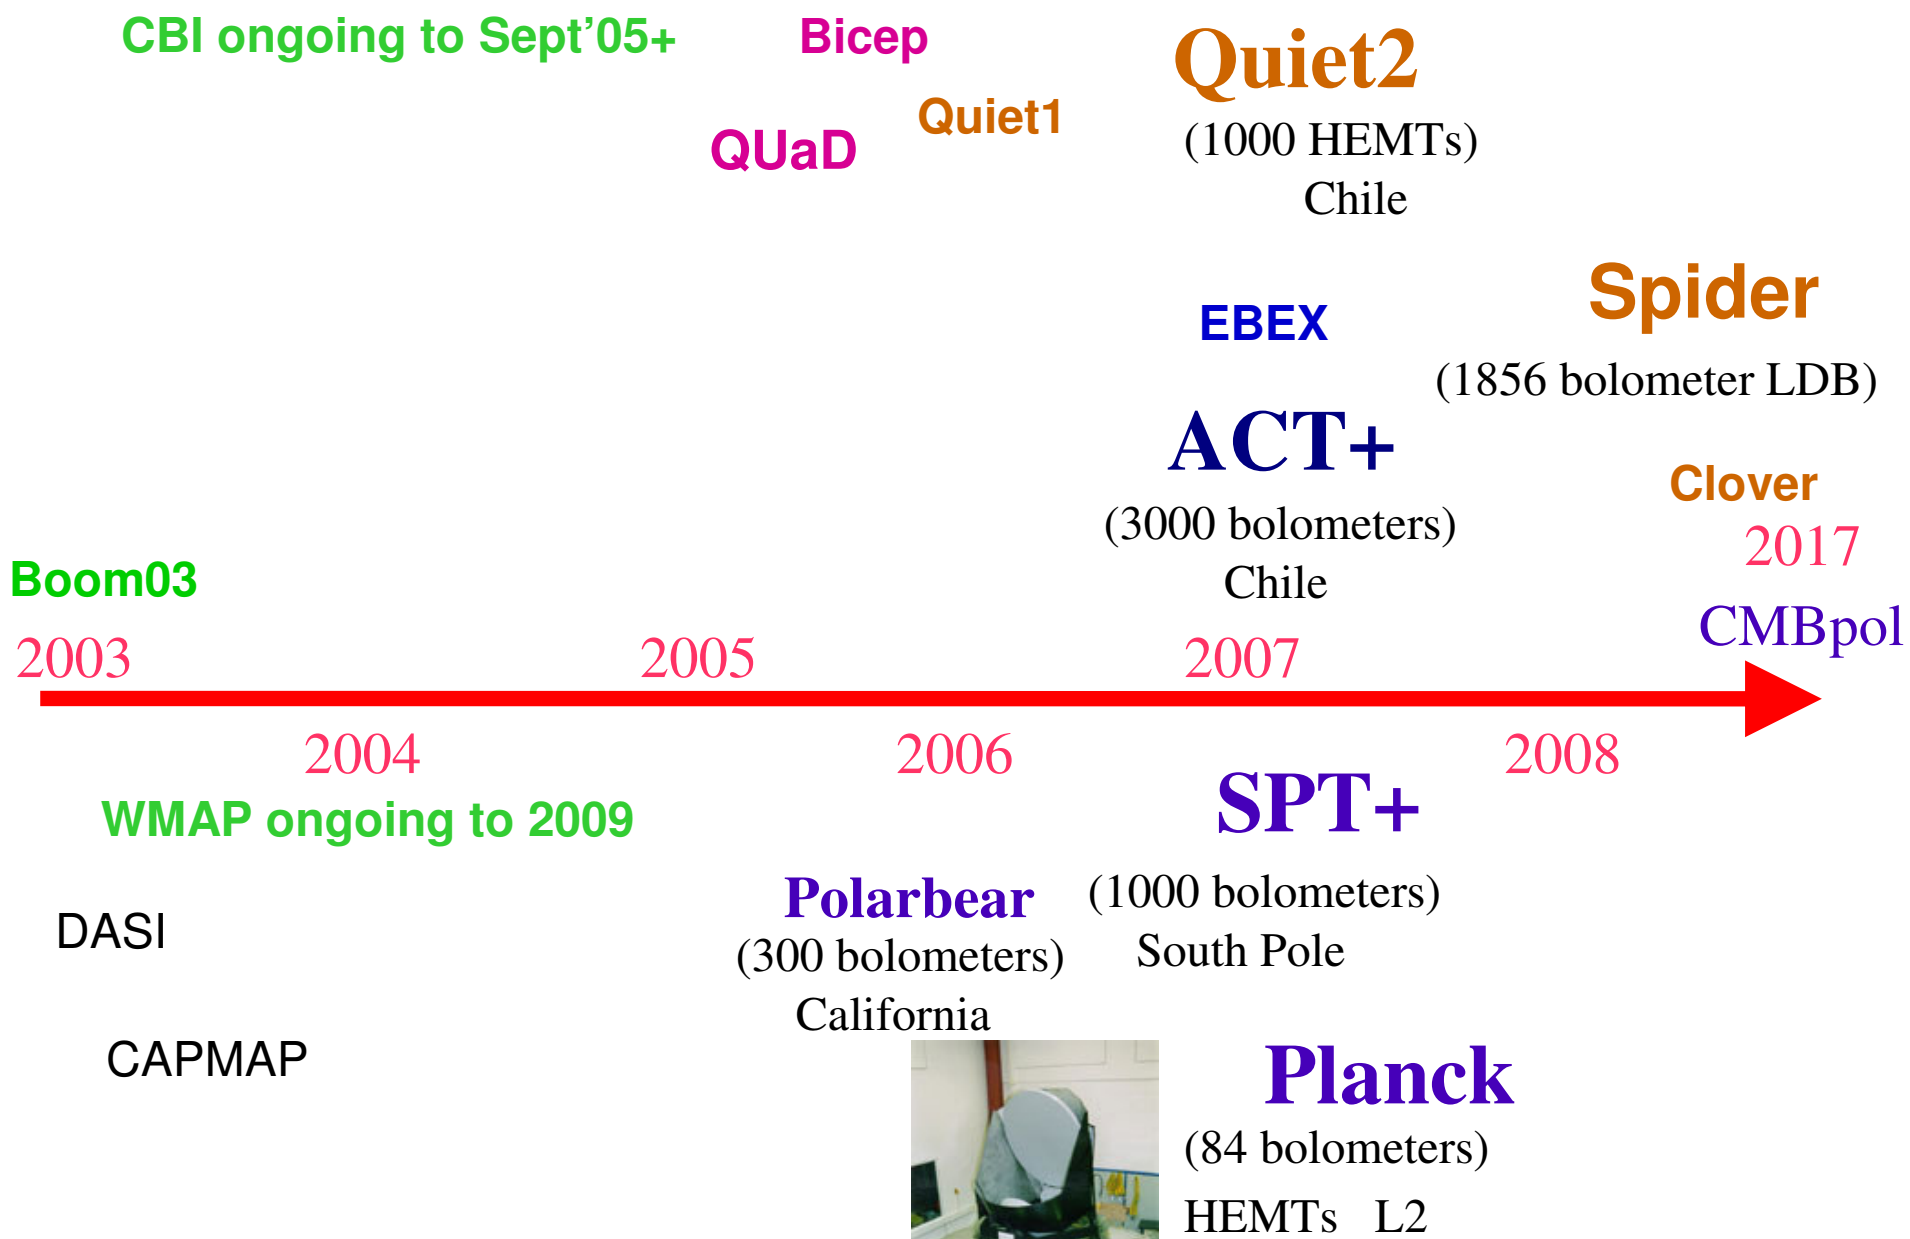 CBI ongoing to Sept’05+
Bicep
Quiet2
Quiet1
QUaD
(1000 HEMTs)
Chile
Spider
EBEX
(1856 bolometer LDB)
ACT+
Clover
(3000 bolometers)
2017
Boom03
Chile
CMBpol
2003
2005
2007
2004
2006
2008
SPT+
WMAP ongoing to 2009
Polarbear
(1000 bolometers)
DASI
(300 bolometers)
South Pole
California
CAPMAP
Planck
(84 bolometers)
HEMTs L2